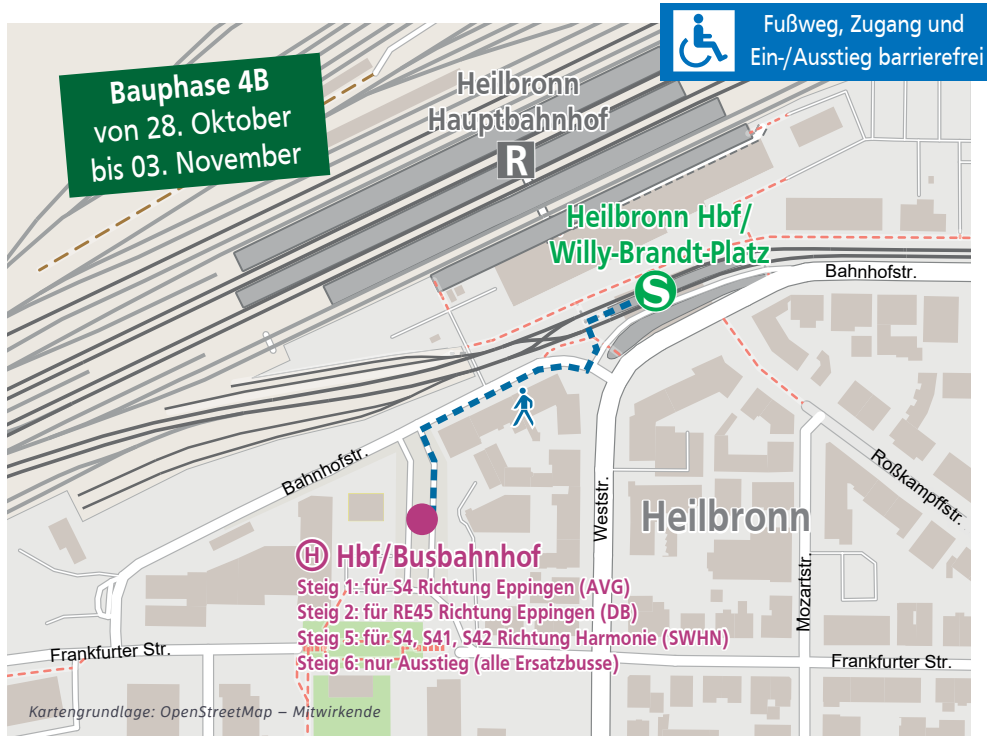 Fußweg, Zugang und
Ein-/Ausstieg barrierefrei
Bauphase 4B
von 28. Oktober
bis 03. November
Heilbronn
Hauptbahnhof
R
Heilbronn Hbf/
Willy-Brandt-Platz
S
Bahnhofstr.
Bahnhofstr.
Weststr.
Roßkampffstr.
Heilbronn
Mozartstr.
H Hbf/Busbahnhof
Steig 1: für S4 Richtung Eppingen (AVG)
Steig 2: für RE45 Richtung Eppingen (DB)
Steig 5: für S4, S41, S42 Richtung Harmonie (SWHN)
Steig 6: nur Ausstieg (alle Ersatzbusse)
Frankfurter Str.
Frankfurter Str.
Kartengrundlage: OpenStreetMap – Mitwirkende